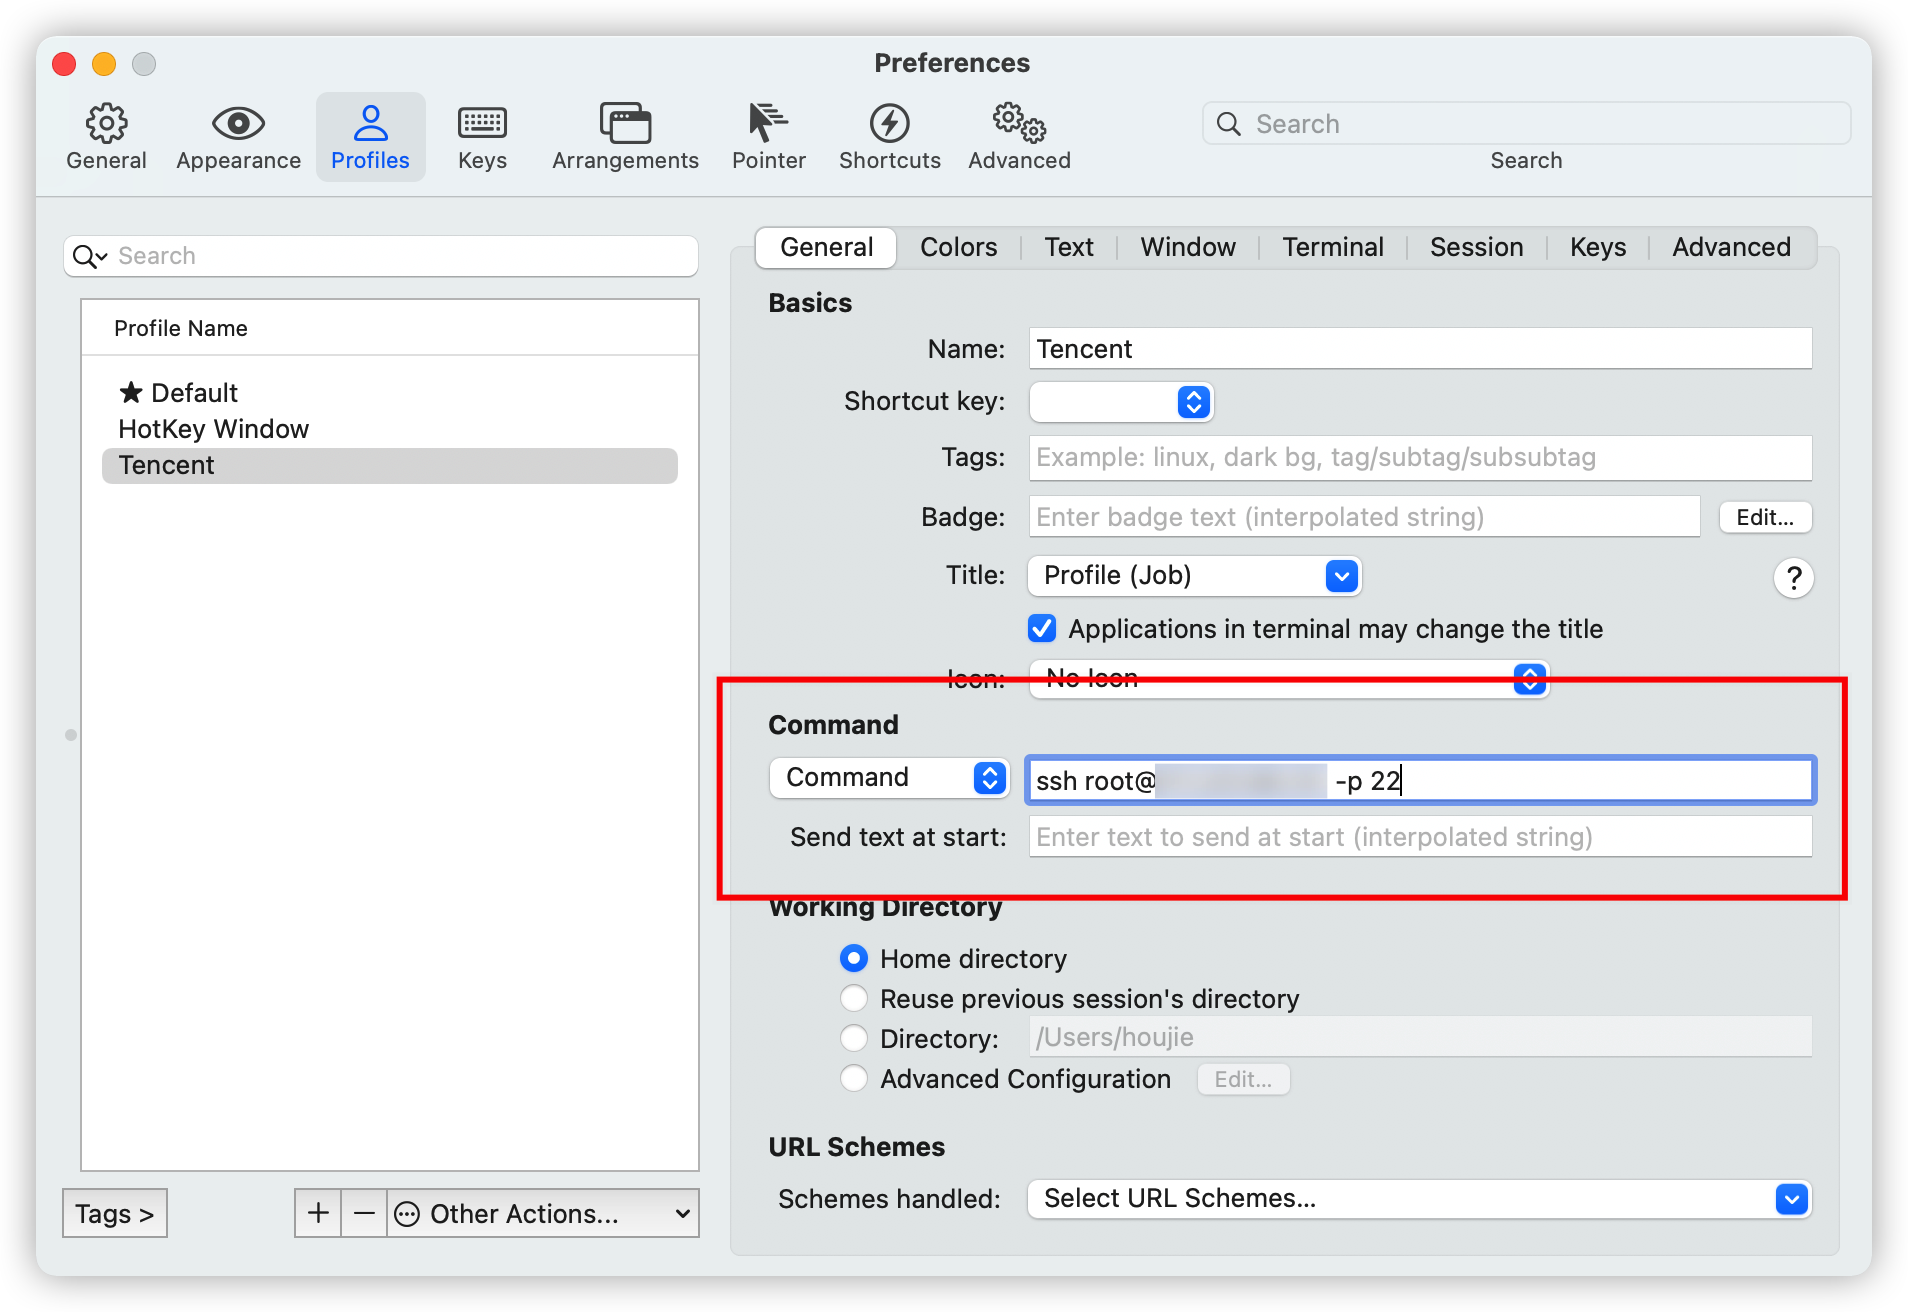 Preferences
General Appearance Profiles Keys Arrangements Pointer Shortcuts Advanced
Search
Search
Search
Profile Name
★ Default
HotKey Window
Tencent
Tags >
+ − Other Actions...
General Colors Text Window Terminal Session Keys Advanced
Basics
Name: Tencent
Shortcut key:
Tags: Example: linux, dark bg, tag/subtag/subsubtag
Badge: Enter badge text (interpolated string) Edit...
Title: Profile (Job) ?
Applications in terminal may change the title
Icon: No Icon
Command
Command ssh root@ -p 22
Send text at start: Enter text to send at start (interpolated string)
Working Directory
Home directory
Reuse previous session's directory
Directory: /Users/houjie
Advanced Configuration Edit...
URL Schemes
Schemes handled: Select URL Schemes...